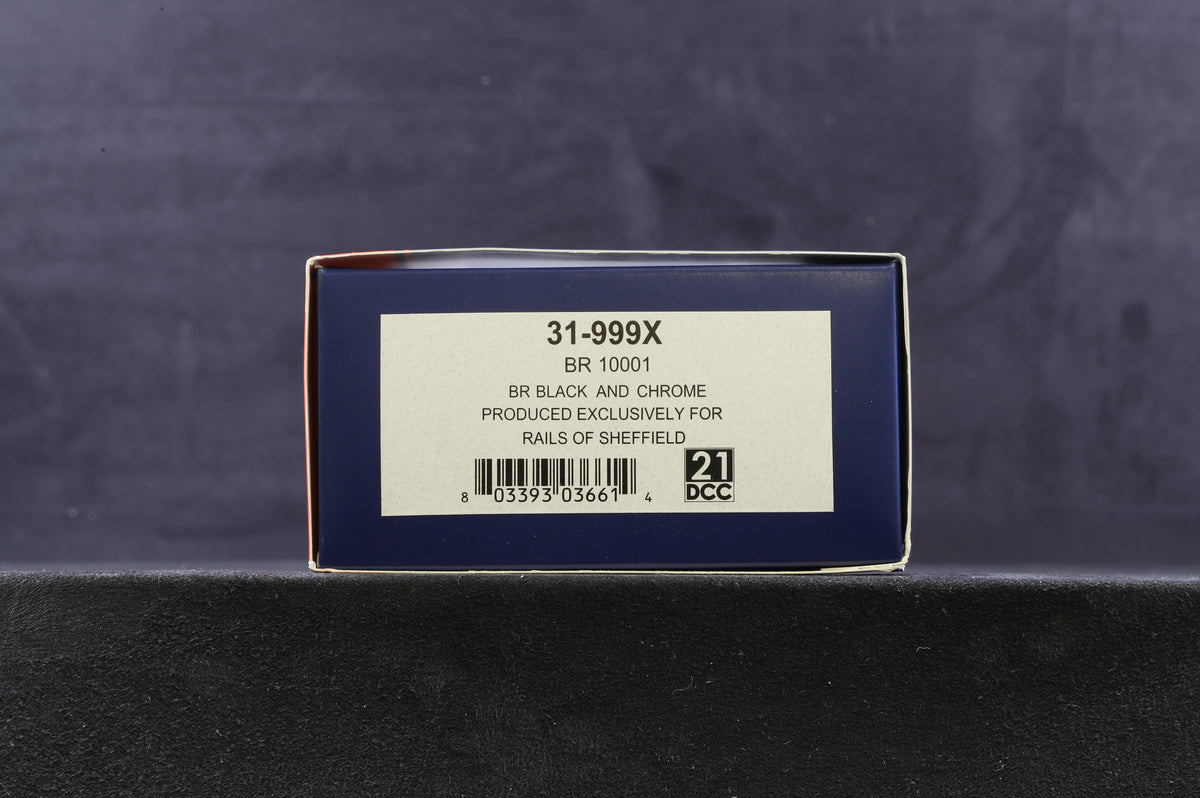 31-999X
BR 10001
BR BLACK AND CHROME
PRODUCED EXCLUSIVELY FOR
RAILS OF SHEFFIELD
21
DCC
8 03393 03661 4